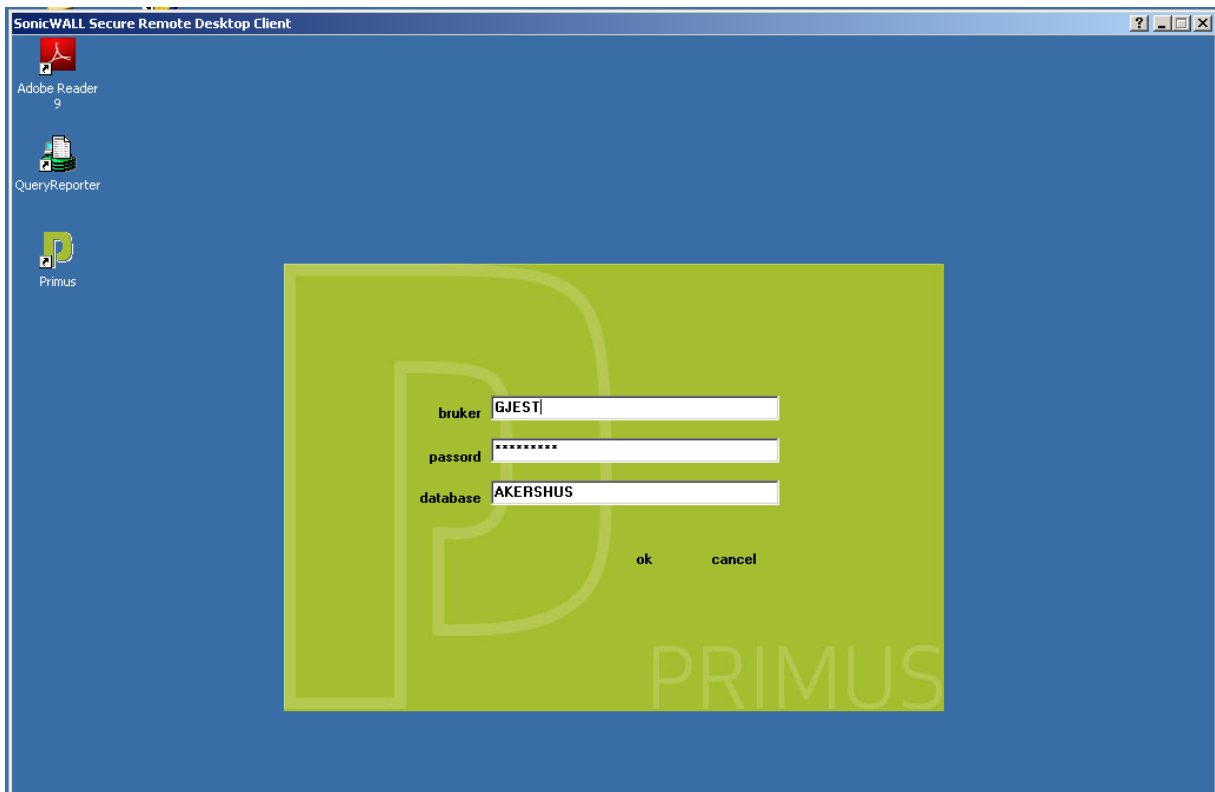 SonicWALL Secure Remote Desktop Client
Adobe Reader
9
QueryReporter
Primus
bruker GJEST
passord *********
database AKERSHUS
ok cancel
PRIMUS